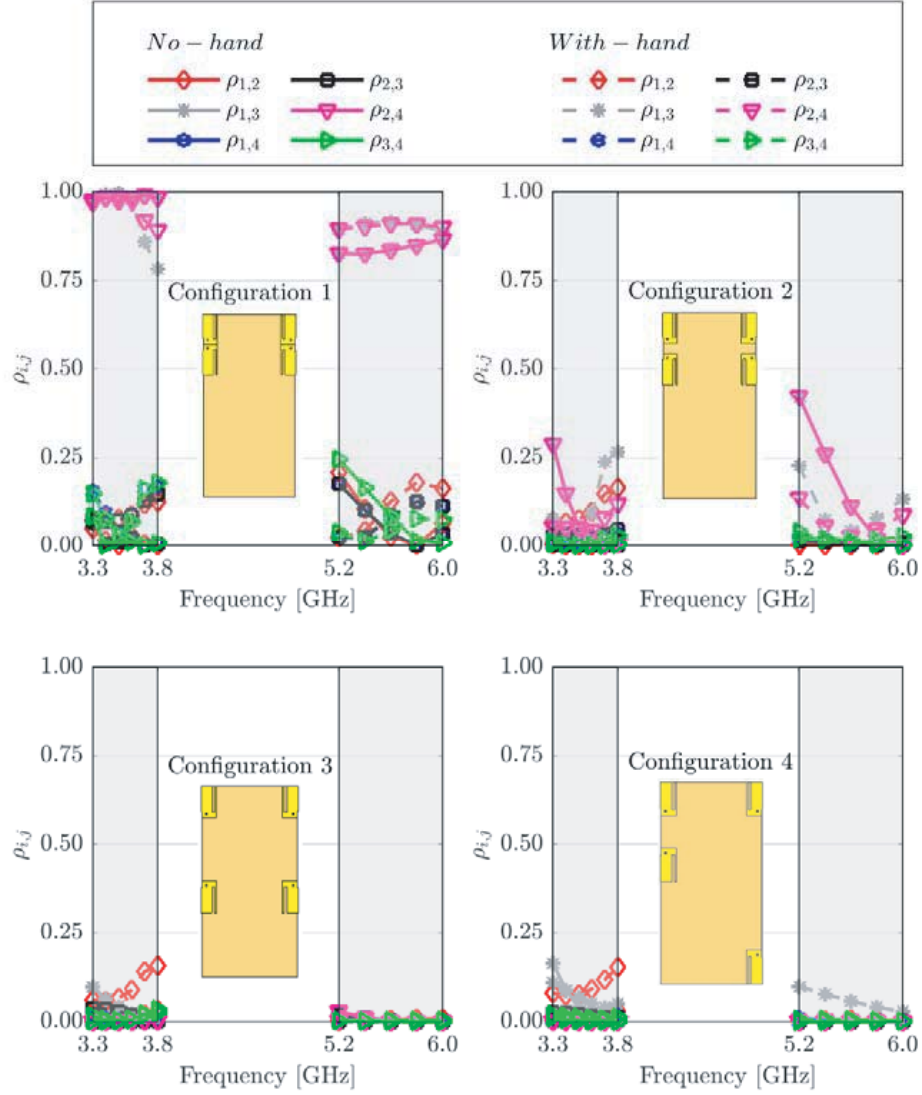 No − hand With − hand
ρ1,2 ρ2,3 ρ1,2 ρ2,3
ρ1,3 ρ2,4 ρ1,3 ρ2,4
ρ1,4 ρ3,4 ρ1,4 ρ3,4
1.00
0.75
0.50
0.25
0.00
ρi,j
Configuration 1
3.3 3.8 5.2 6.0
Frequency [GHz]
1.00
0.75
0.50
0.25
0.00
ρi,j
Configuration 2
3.3 3.8 5.2 6.0
Frequency [GHz]
1.00
0.75
0.50
0.25
0.00
ρi,j
Configuration 3
3.3 3.8 5.2 6.0
Frequency [GHz]
1.00
0.75
0.50
0.25
0.00
ρi,j
Configuration 4
3.3 3.8 5.2 6.0
Frequency [GHz]